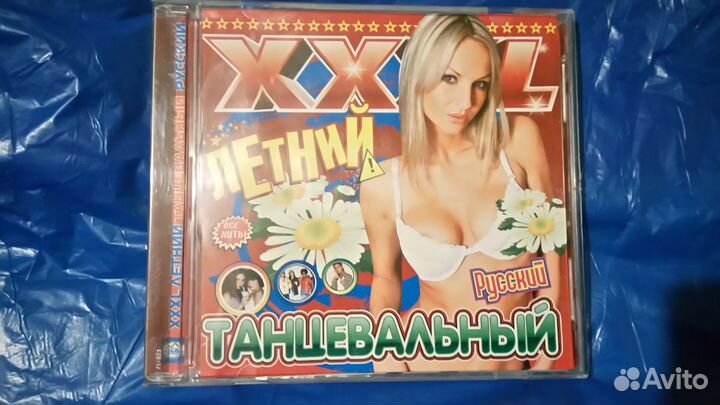 XXXL
ЛЕТНИЙ
!
ВСЕ ХИТЫ
Русский
ТАНЦЕВАЛЬНЫЙ
XXXL ЛЕТНИЙ ТАНЦЕВАЛЬНЫЙ РУССКИЙ
Avito